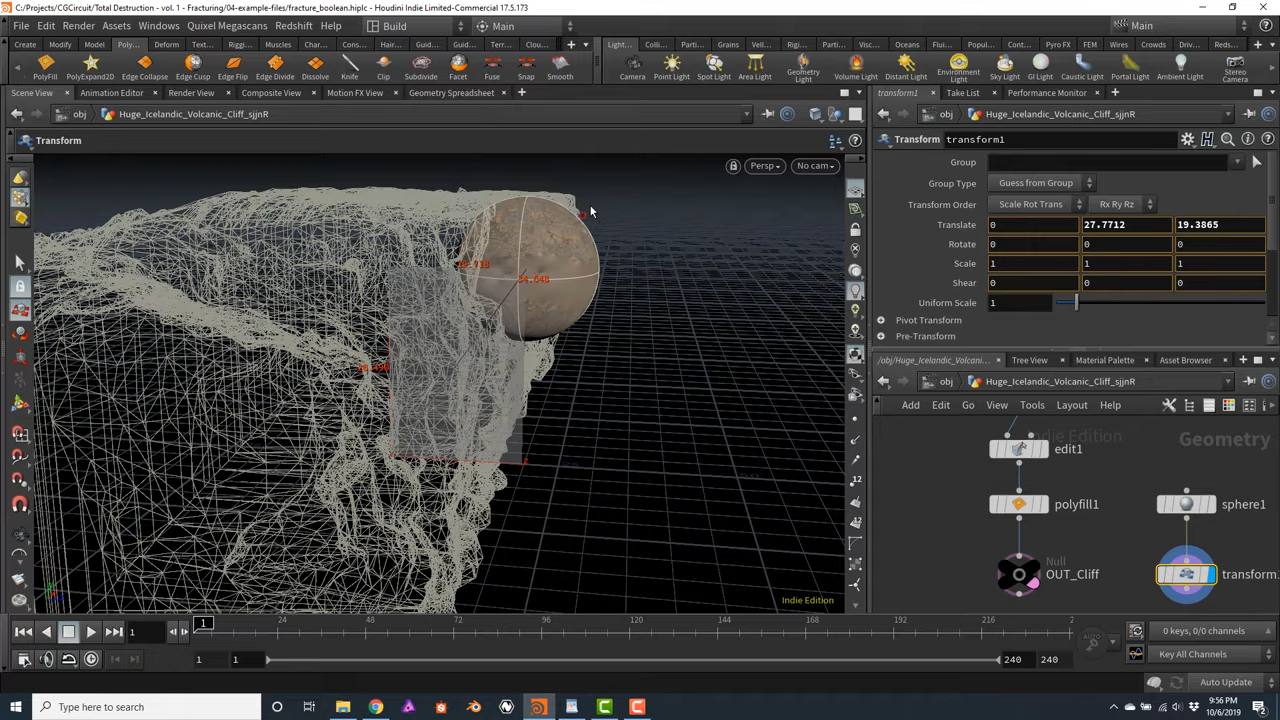 C:/Projects/CGCircuit/Total Destruction - vol. 1 - Fracturing/04-example-files/fracture_boolean.hiplc - Houdini Indie Limited-Commercial 17.5.173
File Edit Render Assets Windows Quixel Megascans Redshift Help Build Main Main
Create Modify Model Poly... Deform Text... Riggi... Muscles Char... Cons... Hair... Guid... Guid... Terr... Clou... Light... Colli... Parti... Grains Vell... Rigi... Parti... Visc... Oceans Flui... Popul... Cont... Pyro FX FEM Wires Crowds Driv... Reds...
PolyFill PolyExpand2D Edge Collapse Edge Cusp Edge Flip Edge Divide Dissolve Knife Clip Subdivide Facet Fuse Snap Smooth Camera Point Light Spot Light Area Light Geometry Light Volume Light Distant Light Environment Light Sky Light GI Light Caustic Light Portal Light Ambient Light Stereo Camera
Scene View Animation Editor Render View Composite View Motion FX View Geometry Spreadsheet transform1 Take List Performance Monitor
obj Huge_Icelandic_Volcanic_Cliff_sjjnR obj Huge_Icelandic_Volcanic_Cliff_sjjnR
Transform Transform transform1
Persp No cam
Group
Group Type Guess from Group
Transform Order Scale Rot Trans Rx Ry Rz
Translate 0 27.7712 19.3865
Rotate 0 0 0
Scale 1 1 1
Shear 0 0 0
Uniform Scale 1
Pivot Transform
Pre-Transform
/obj/Huge_Icelandic_Volcani... Tree View Material Palette Asset Browser
obj Huge_Icelandic_Volcanic_Cliff_sjjnR
Add Edit Go View Tools Layout Help
Indie Edition Geometry
edit1
polyfill1 sphere1
Null
OUT_Cliff transform1
Indie Edition
1 24 48 72 96 120 144 168 192 216 2
1
1 1 240 240
0 keys, 0/0 channels
Key All Channels
Auto Update
Type here to search
9:56 PM
10/6/2019